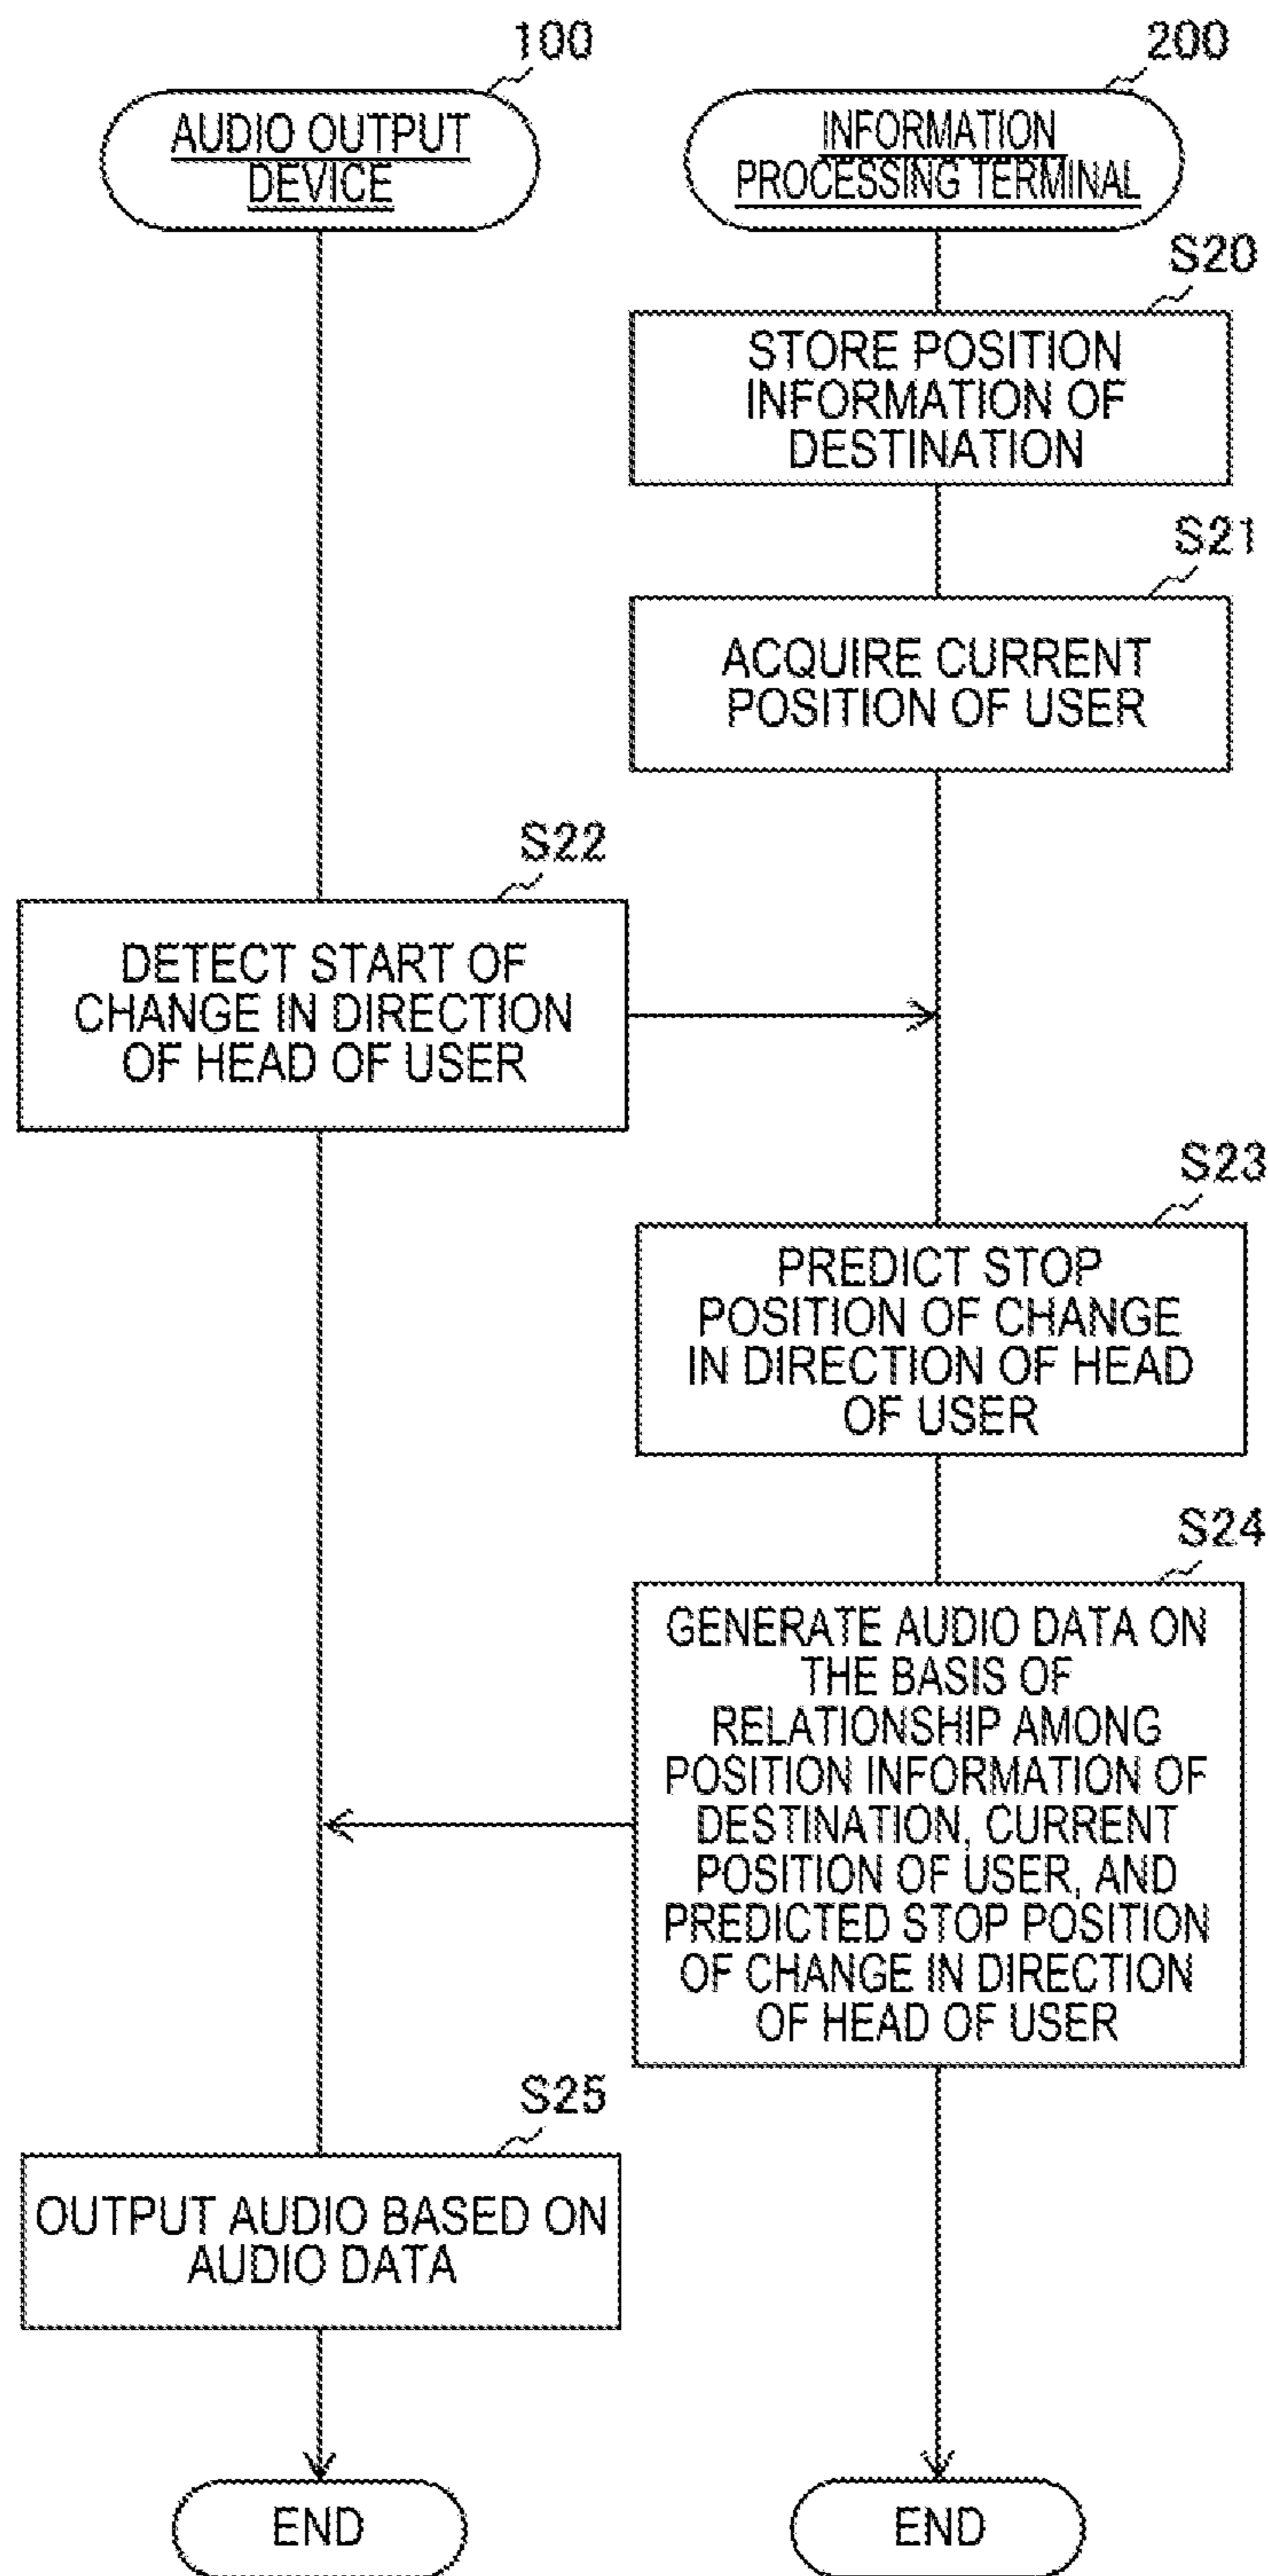 100
AUDIO OUTPUT
DEVICE
200
INFORMATION
PROCESSING TERMINAL
S20
STORE POSITION
INFORMATION OF
DESTINATION
S21
ACQUIRE CURRENT
POSITION OF USER
S22
DETECT START OF
CHANGE IN DIRECTION
OF HEAD OF USER
S23
PREDICT STOP
POSITION OF CHANGE
IN DIRECTION OF HEAD
OF USER
S24
GENERATE AUDIO DATA ON
THE BASIS OF
RELATIONSHIP AMONG
POSITION INFORMATION OF
DESTINATION, CURRENT
POSITION OF USER, AND
PREDICTED STOP POSITION
OF CHANGE IN DIRECTION
OF HEAD OF USER
S25
OUTPUT AUDIO BASED ON
AUDIO DATA
END
END